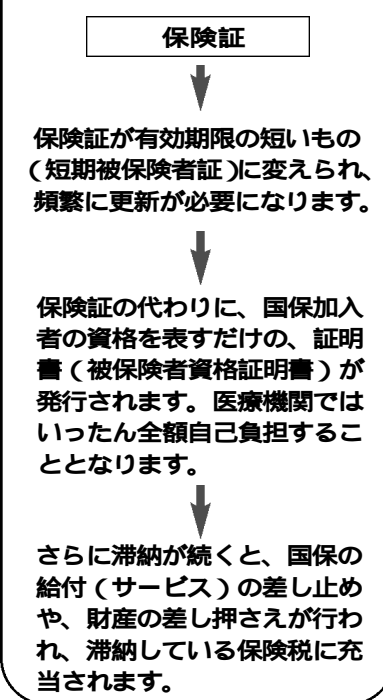 保険証
保険証が有効期限の短いもの
（短期被保険者証）に変えられ、
頻繁に更新が必要になります。
保険証の代わりに、国保加入
者の資格を表すだけの、証明
書（被保険者資格証明書）が
発行されます。医療機関では
いったん全額自己負担するこ
ととなります。
さらに滞納が続くと、国保の
給付（サービス）の差し止め
や、財産の差し押さえが行わ
れ、滞納している保険税に充
当されます。